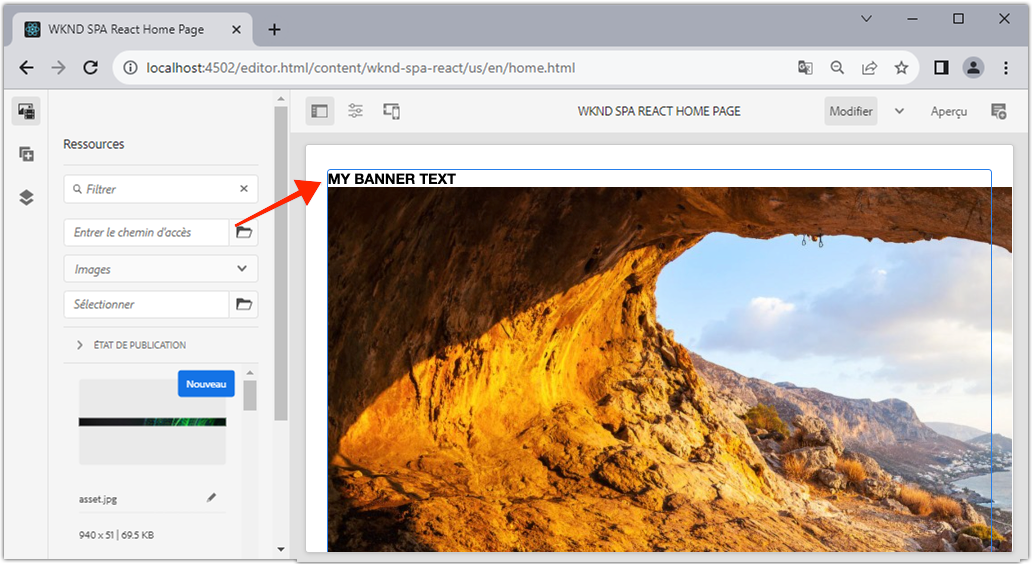 WKND SPA React Home Page
localhost:4502/editor.html/content/wknd-spa-react/us/en/home.html
WKND SPA REACT HOME PAGE
Modifier
Aperçu
Ressources
Filtrer
Entrer le chemin d'accès
Images
Sélectionner
ÉTAT DE PUBLICATION
Nouveau
asset.jpg
940 x 51 | 69.5 KB
MY BANNER TEXT